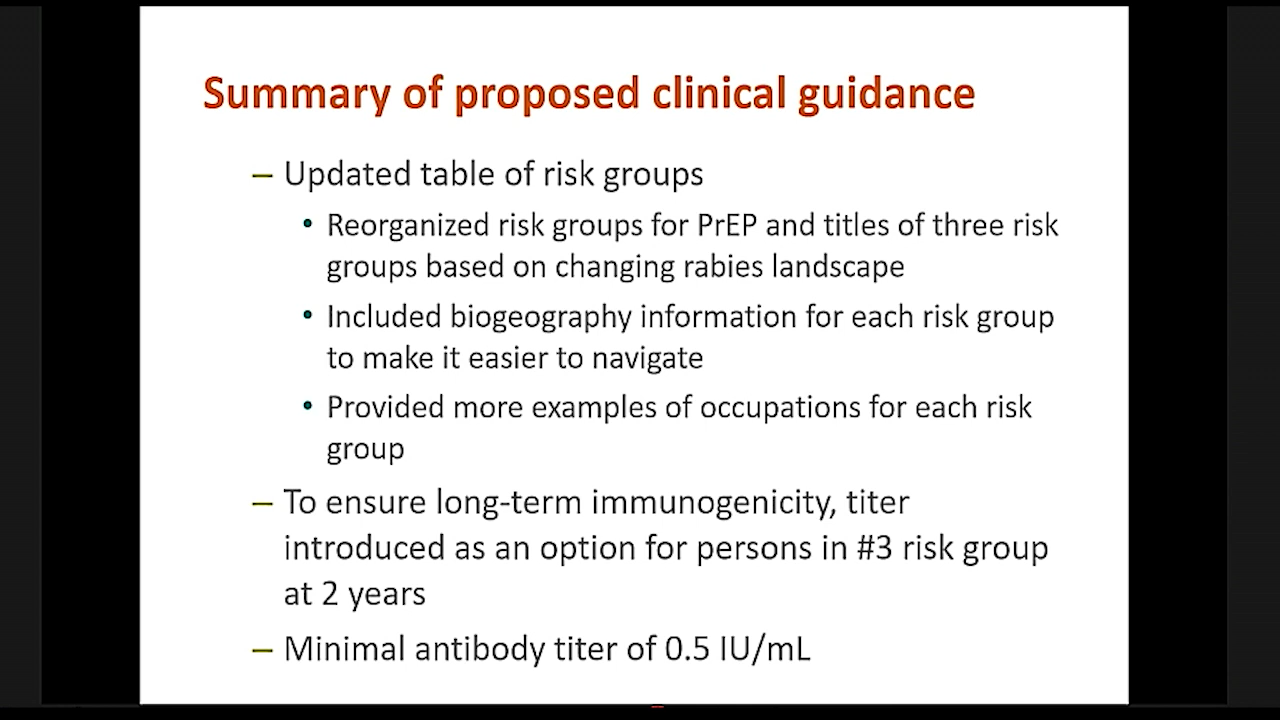 Summary of proposed clinical guidance
– Updated table of risk groups
• Reorganized risk groups for PrEP and titles of three risk
groups based on changing rabies landscape
• Included biogeography information for each risk group
to make it easier to navigate
• Provided more examples of occupations for each risk
group
– To ensure long-term immunogenicity, titer
introduced as an option for persons in #3 risk group
at 2 years
– Minimal antibody titer of 0.5 IU/mL